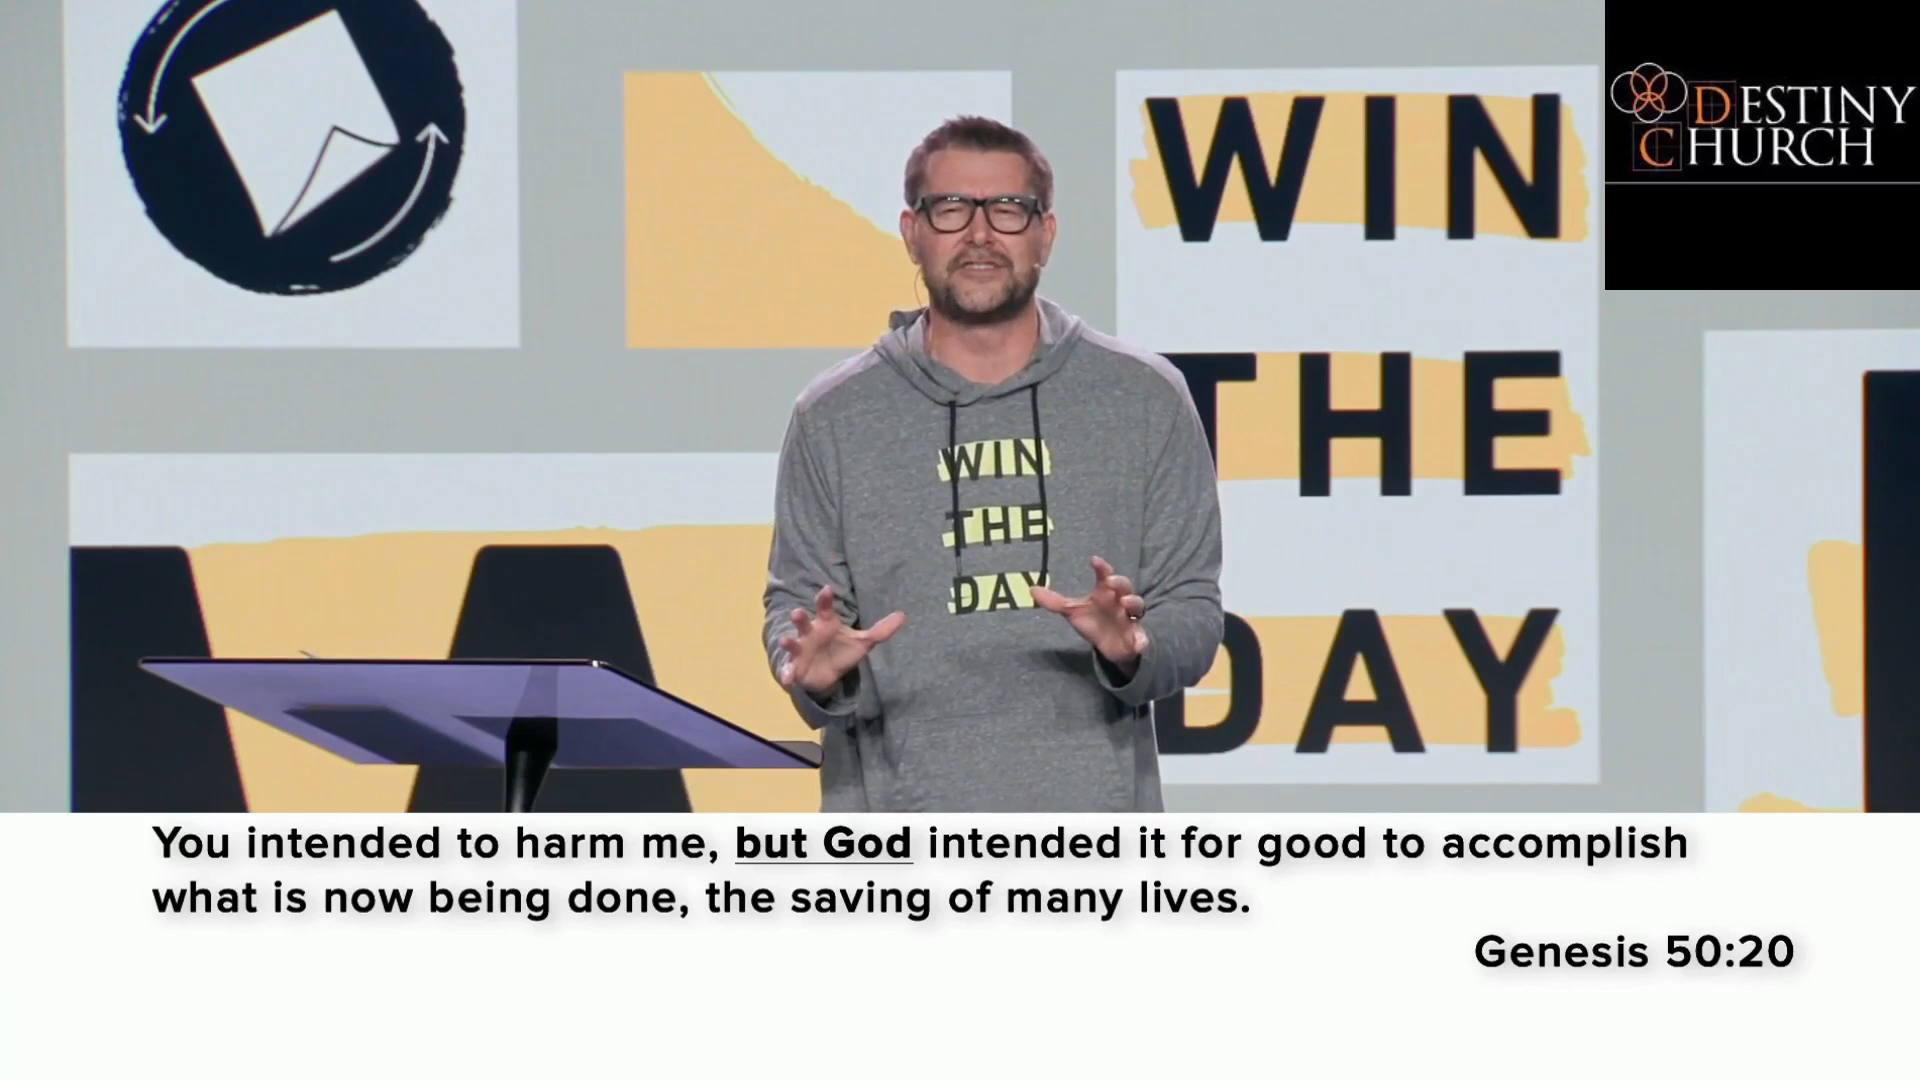 WIN
THE
DAY
DESTINY
CHURCH
WIN
THE
DAY
You intended to harm me, but God intended it for good to accomplish
what is now being done, the saving of many lives.
Genesis 50:20